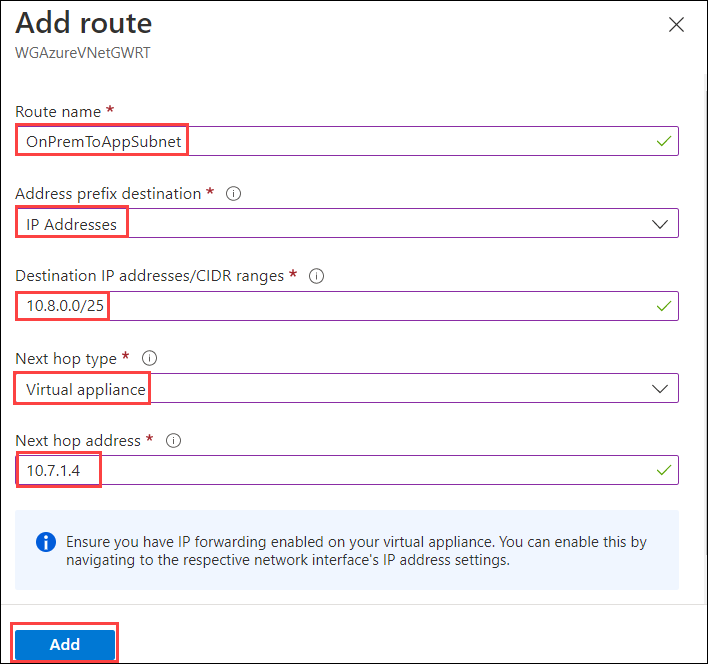 Add route
WGAzureVNetGWRT
Route name *
OnPremToAppSubnet
Address prefix destination *
IP Addresses
Destination IP addresses/CIDR ranges *
10.8.0.0/25
Next hop type *
Virtual appliance
Next hop address *
10.7.1.4
Ensure you have IP forwarding enabled on your virtual appliance. You can enable this by
navigating to the respective network interface's IP address settings.
Add